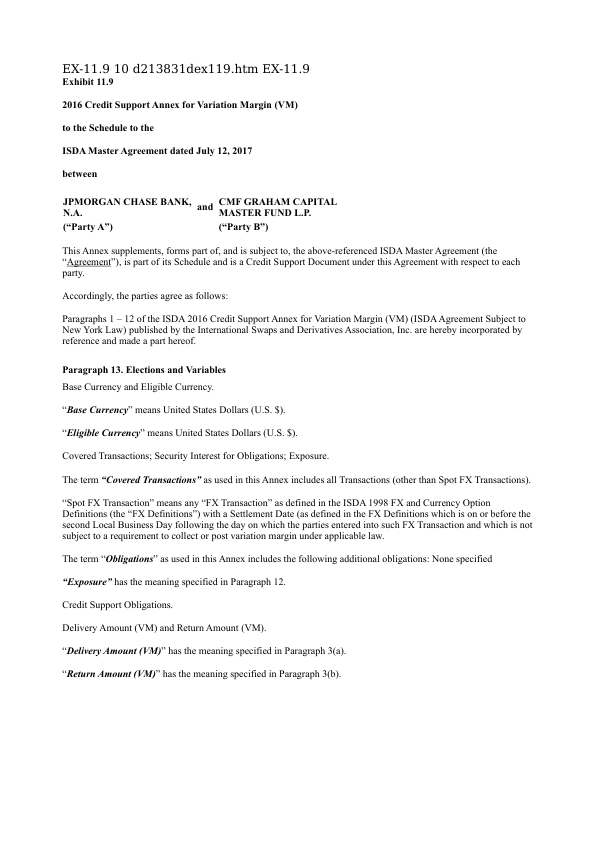 EX-11.9 10 d213831dex119.htm EX-11.9
Exhibit 11.9
2016 Credit Support Annex for Variation Margin (VM)
to the Schedule to the
ISDA Master Agreement dated July 12, 2017
between
JPMORGAN CHASE BANK, N.A. and CMF GRAHAM CAPITAL MASTER FUND L.P.
(“Party A”) (“Party B”)
This Annex supplements, forms part of, and is subject to, the above-referenced ISDA Master Agreement (the
“Agreement”), is part of its Schedule and is a Credit Support Document under this Agreement with respect to each
party.
Accordingly, the parties agree as follows:
Paragraphs 1 – 12 of the ISDA 2016 Credit Support Annex for Variation Margin (VM) (ISDA Agreement Subject to
New York Law) published by the International Swaps and Derivatives Association, Inc. are hereby incorporated by
reference and made a part hereof.
Paragraph 13. Elections and Variables
Base Currency and Eligible Currency.
“Base Currency” means United States Dollars (U.S. $).
“Eligible Currency” means United States Dollars (U.S. $).
Covered Transactions; Security Interest for Obligations; Exposure.
The term “Covered Transactions” as used in this Annex includes all Transactions (other than Spot FX Transactions).
“Spot FX Transaction” means any “FX Transaction” as defined in the ISDA 1998 FX and Currency Option
Definitions (the “FX Definitions”) with a Settlement Date (as defined in the FX Definitions which is on or before the
second Local Business Day following the day on which the parties entered into such FX Transaction and which is not
subject to a requirement to collect or post variation margin under applicable law.
The term “Obligations” as used in this Annex includes the following additional obligations: None specified
“Exposure” has the meaning specified in Paragraph 12.
Credit Support Obligations.
Delivery Amount (VM) and Return Amount (VM).
“Delivery Amount (VM)” has the meaning specified in Paragraph 3(a).
“Return Amount (VM)” has the meaning specified in Paragraph 3(b).